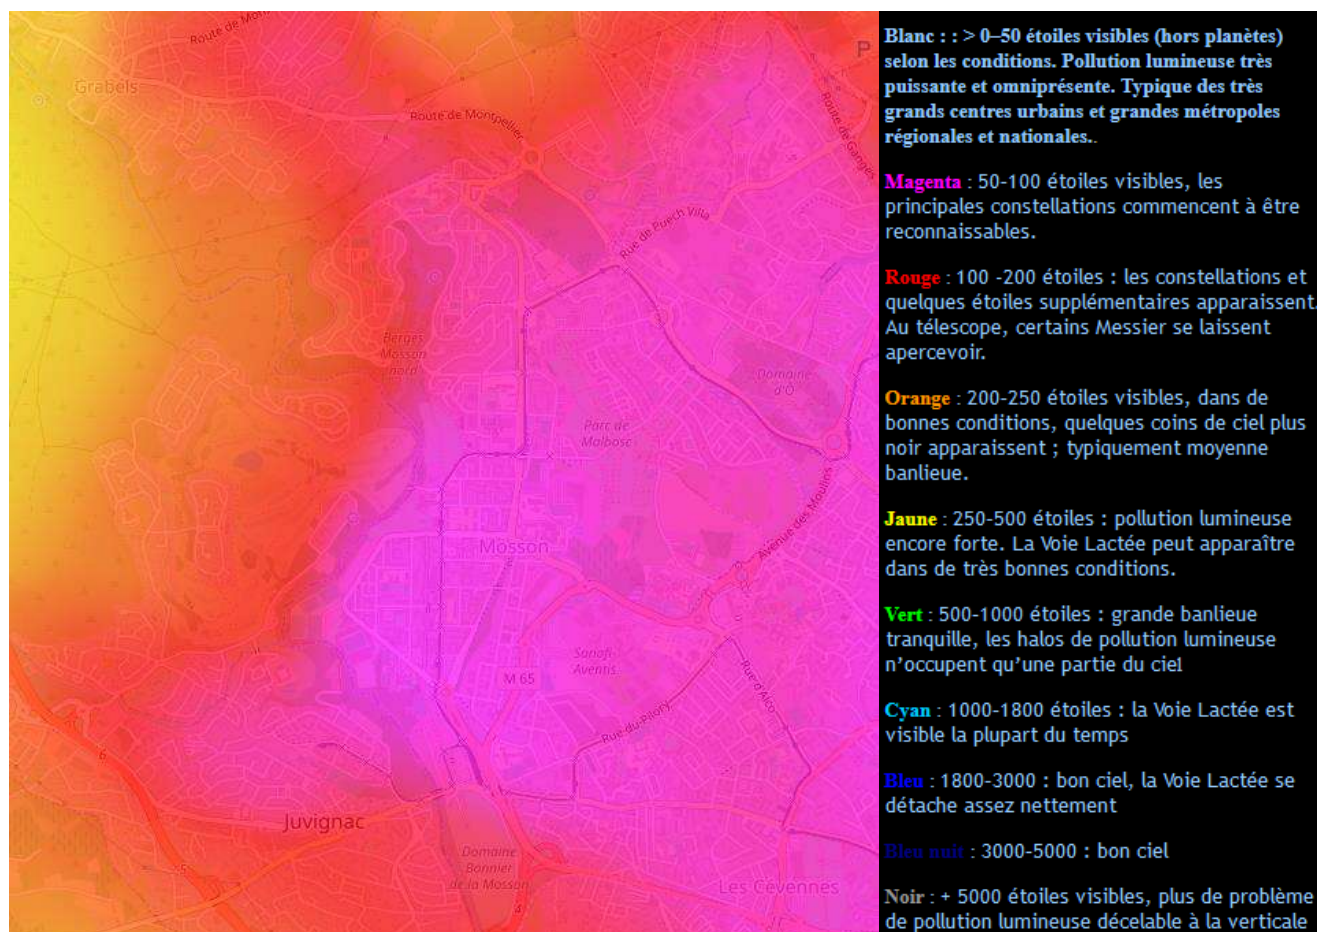 Route de Mon
P
Grabels
Route de Montpellier
Route de Ganges
Rue de Puech Villa
Berges
Mosson
nord
Domaine
d'O
Parc de
Malbosc
Avenue des Moulins
Mosson
Sanofi-
Aventis
M 65
Rue d'Alco
Rue du Pilory
6
Juvignac
Domaine
Bonnier
de la Mosson
5
4
Les Cévennes
Blanc : : > 0–50 étoiles visibles (hors planètes)
selon les conditions. Pollution lumineuse très
puissante et omniprésente. Typique des très
grands centres urbains et grandes métropoles
régionales et nationales..
Magenta : 50-100 étoiles visibles, les
principales constellations commencent à être
reconnaissables.
Rouge : 100 -200 étoiles : les constellations et
quelques étoiles supplémentaires apparaissent.
Au télescope, certains Messier se laissent
apercevoir.
Orange : 200-250 étoiles visibles, dans de
bonnes conditions, quelques coins de ciel plus
noir apparaissent ; typiquement moyenne
banlieue.
Jaune : 250-500 étoiles : pollution lumineuse
encore forte. La Voie Lactée peut apparaître
dans de très bonnes conditions.
Vert : 500-1000 étoiles : grande banlieue
tranquille, les halos de pollution lumineuse
n'occupent qu'une partie du ciel
Cyan : 1000-1800 étoiles : la Voie Lactée est
visible la plupart du temps
Bleu : 1800-3000 : bon ciel, la Voie Lactée se
détache assez nettement
Bleu nuit : 3000-5000 : bon ciel
Noir : + 5000 étoiles visibles, plus de problème
de pollution lumineuse décelable à la verticale